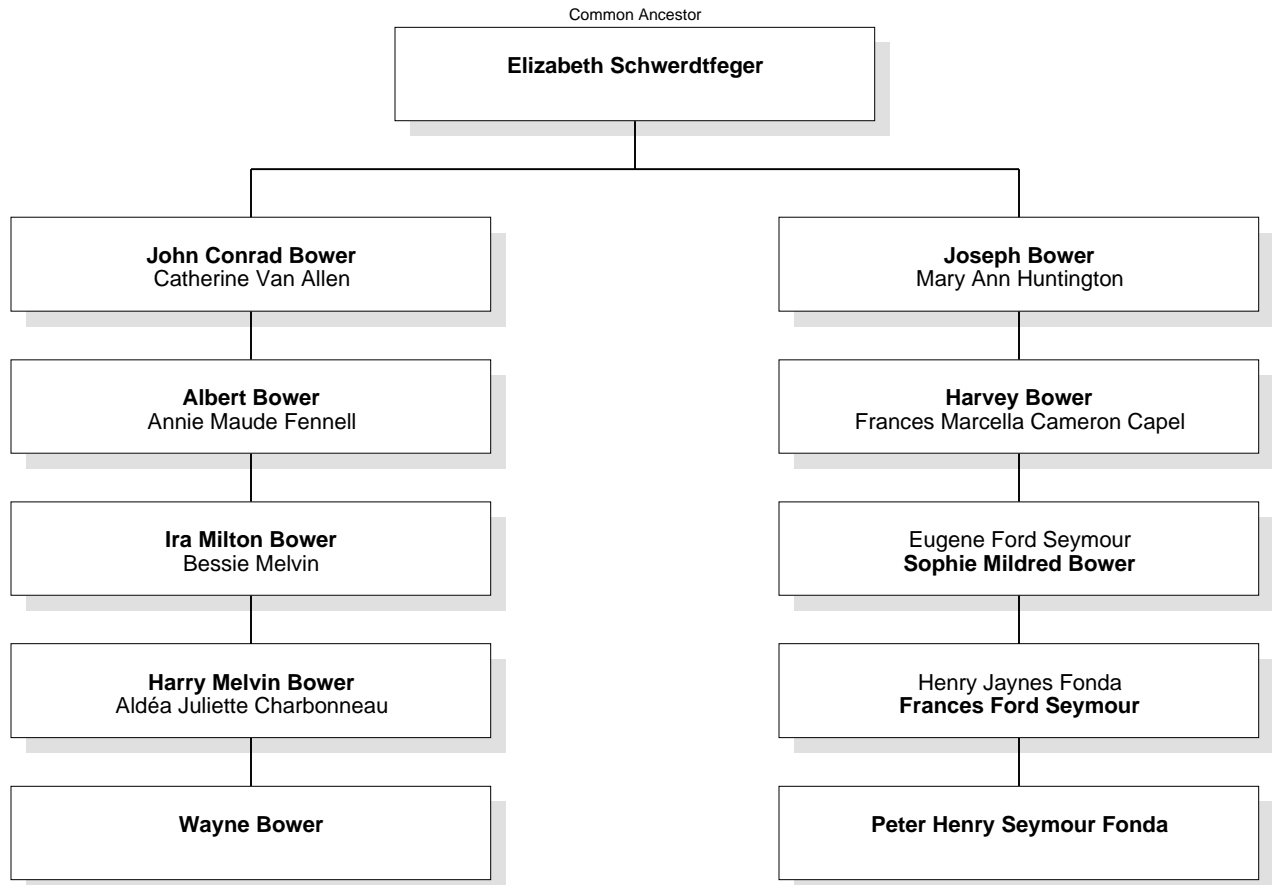 Common Ancestor
Elizabeth Schwerdtfeger
John Conrad Bower
Catherine Van Allen
Joseph Bower
Mary Ann Huntington
Albert Bower
Annie Maude Fennell
Harvey Bower
Frances Marcella Cameron Capel
Ira Milton Bower
Bessie Melvin
Eugene Ford Seymour
Sophie Mildred Bower
Harry Melvin Bower
Aldéa Juliette Charbonneau
Henry Jaynes Fonda
Frances Ford Seymour
Wayne Bower
Peter Henry Seymour Fonda